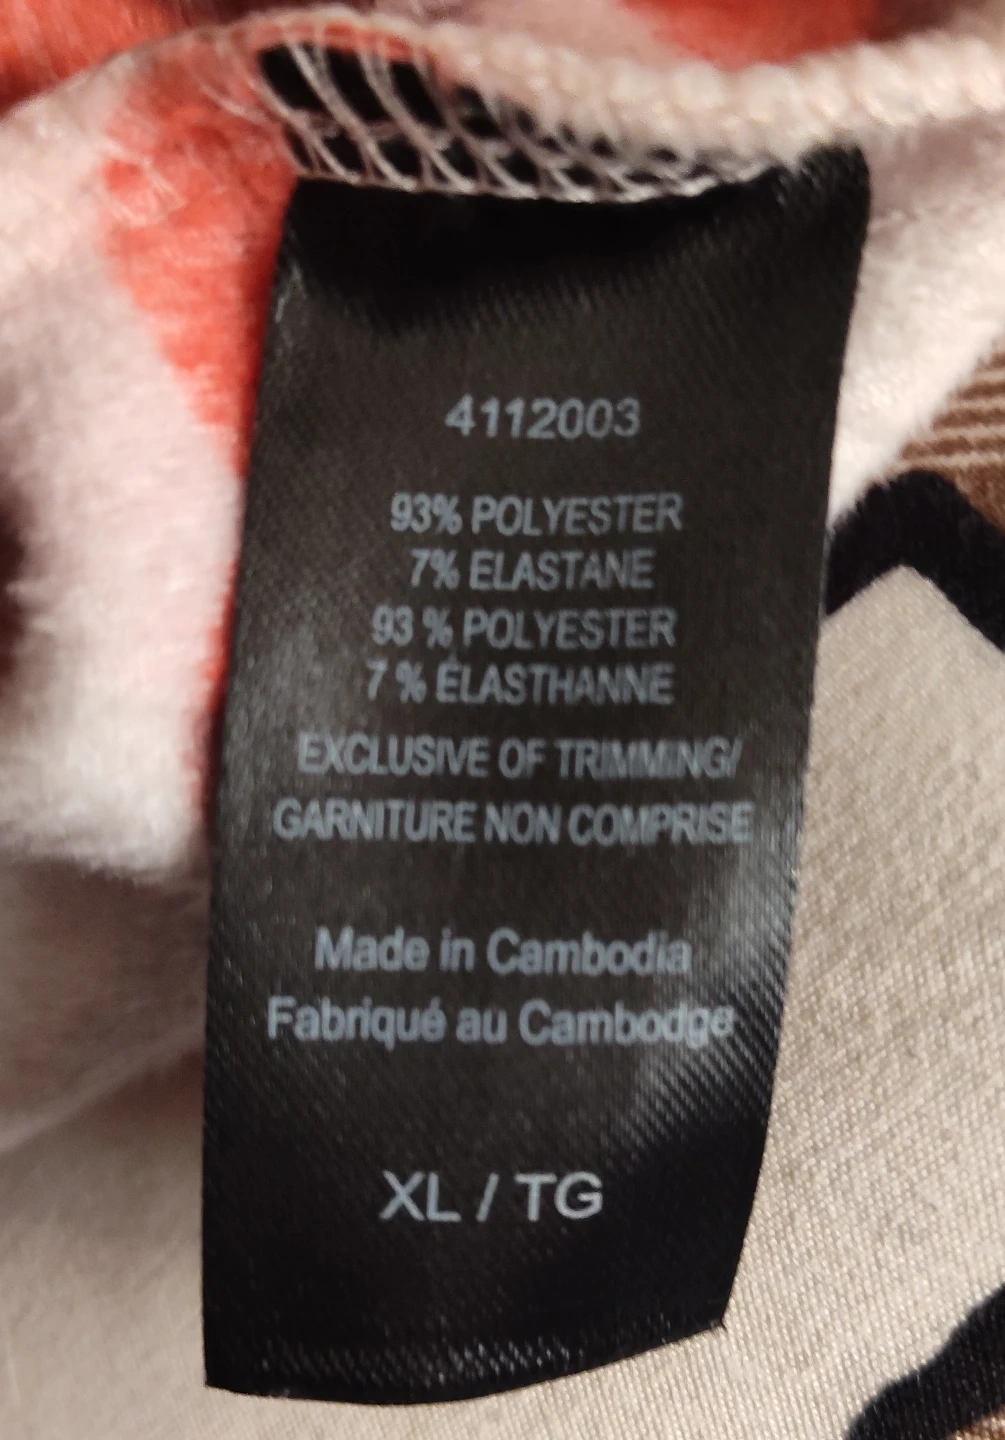 4112003
93% POLYESTER
7% ELASTANE
93 % POLYESTER
7 % ÉLASTHANNE
EXCLUSIVE OF TRIMMING/
GARNITURE NON COMPRISE
Made in Cambodia
Fabriqué au Cambodge
XL / TG